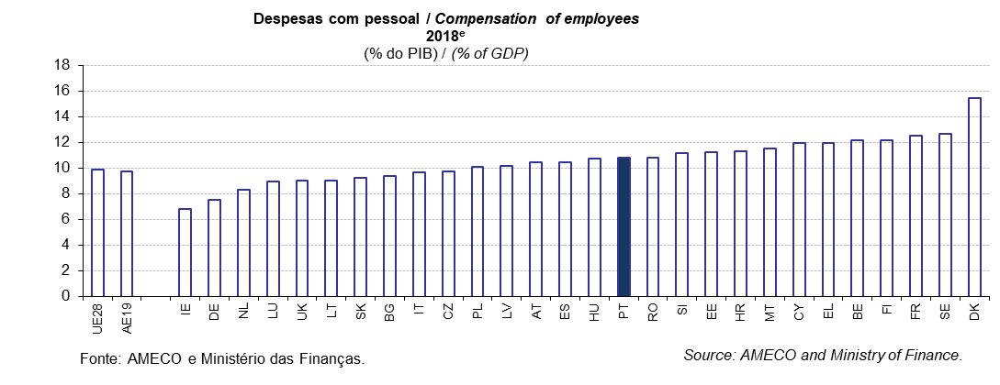 Despesas com pessoal / Compensation of employees
2018ᵉ
(% do PIB) / (% of GDP)
18
16
14
12
10
8
6
4
2
0
UE28 AE19 IE DE NL LU UK LT SK BG IT CZ PL LV AT ES HU PT RO SI EE HR MT CY EL BE FI FR SE DK
Fonte: AMECO e Ministério das Finanças.
Source: AMECO and Ministry of Finance.